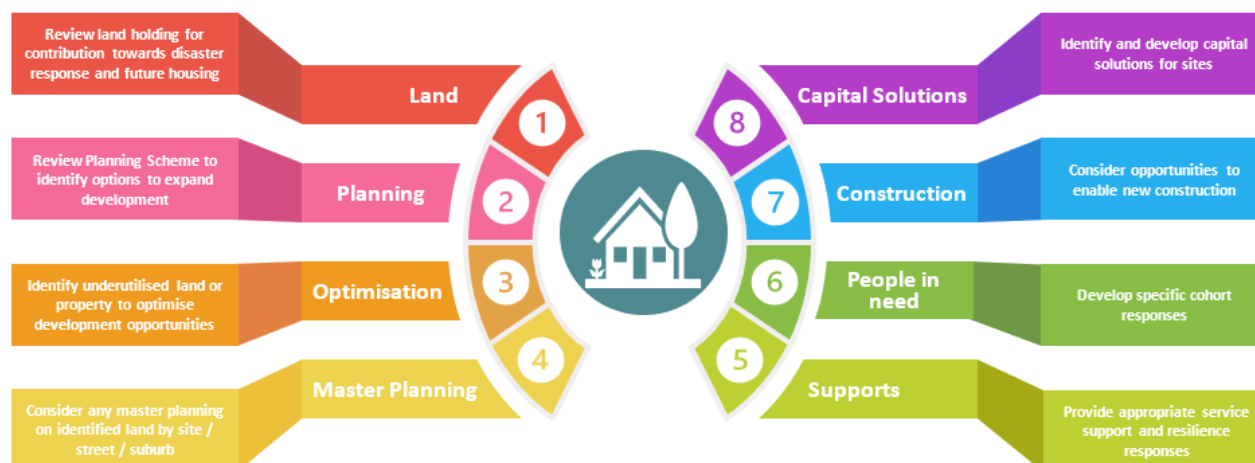 Review land holding for
contribution towards disaster
response and future housing
Land
1
Review Planning Scheme to
identify options to expand
development
Planning
2
Identify underutilised land or
property to optimise
development opportunities
Optimisation
3
Consider any master planning
on identified land by site /
street / suburb
Master Planning
4
8
Capital Solutions
Identify and develop capital
solutions for sites
7
Construction
Consider opportunities to
enable new construction
6
People in
need
Develop specific cohort
responses
5
Supports
Provide appropriate service
support and resilience
responses